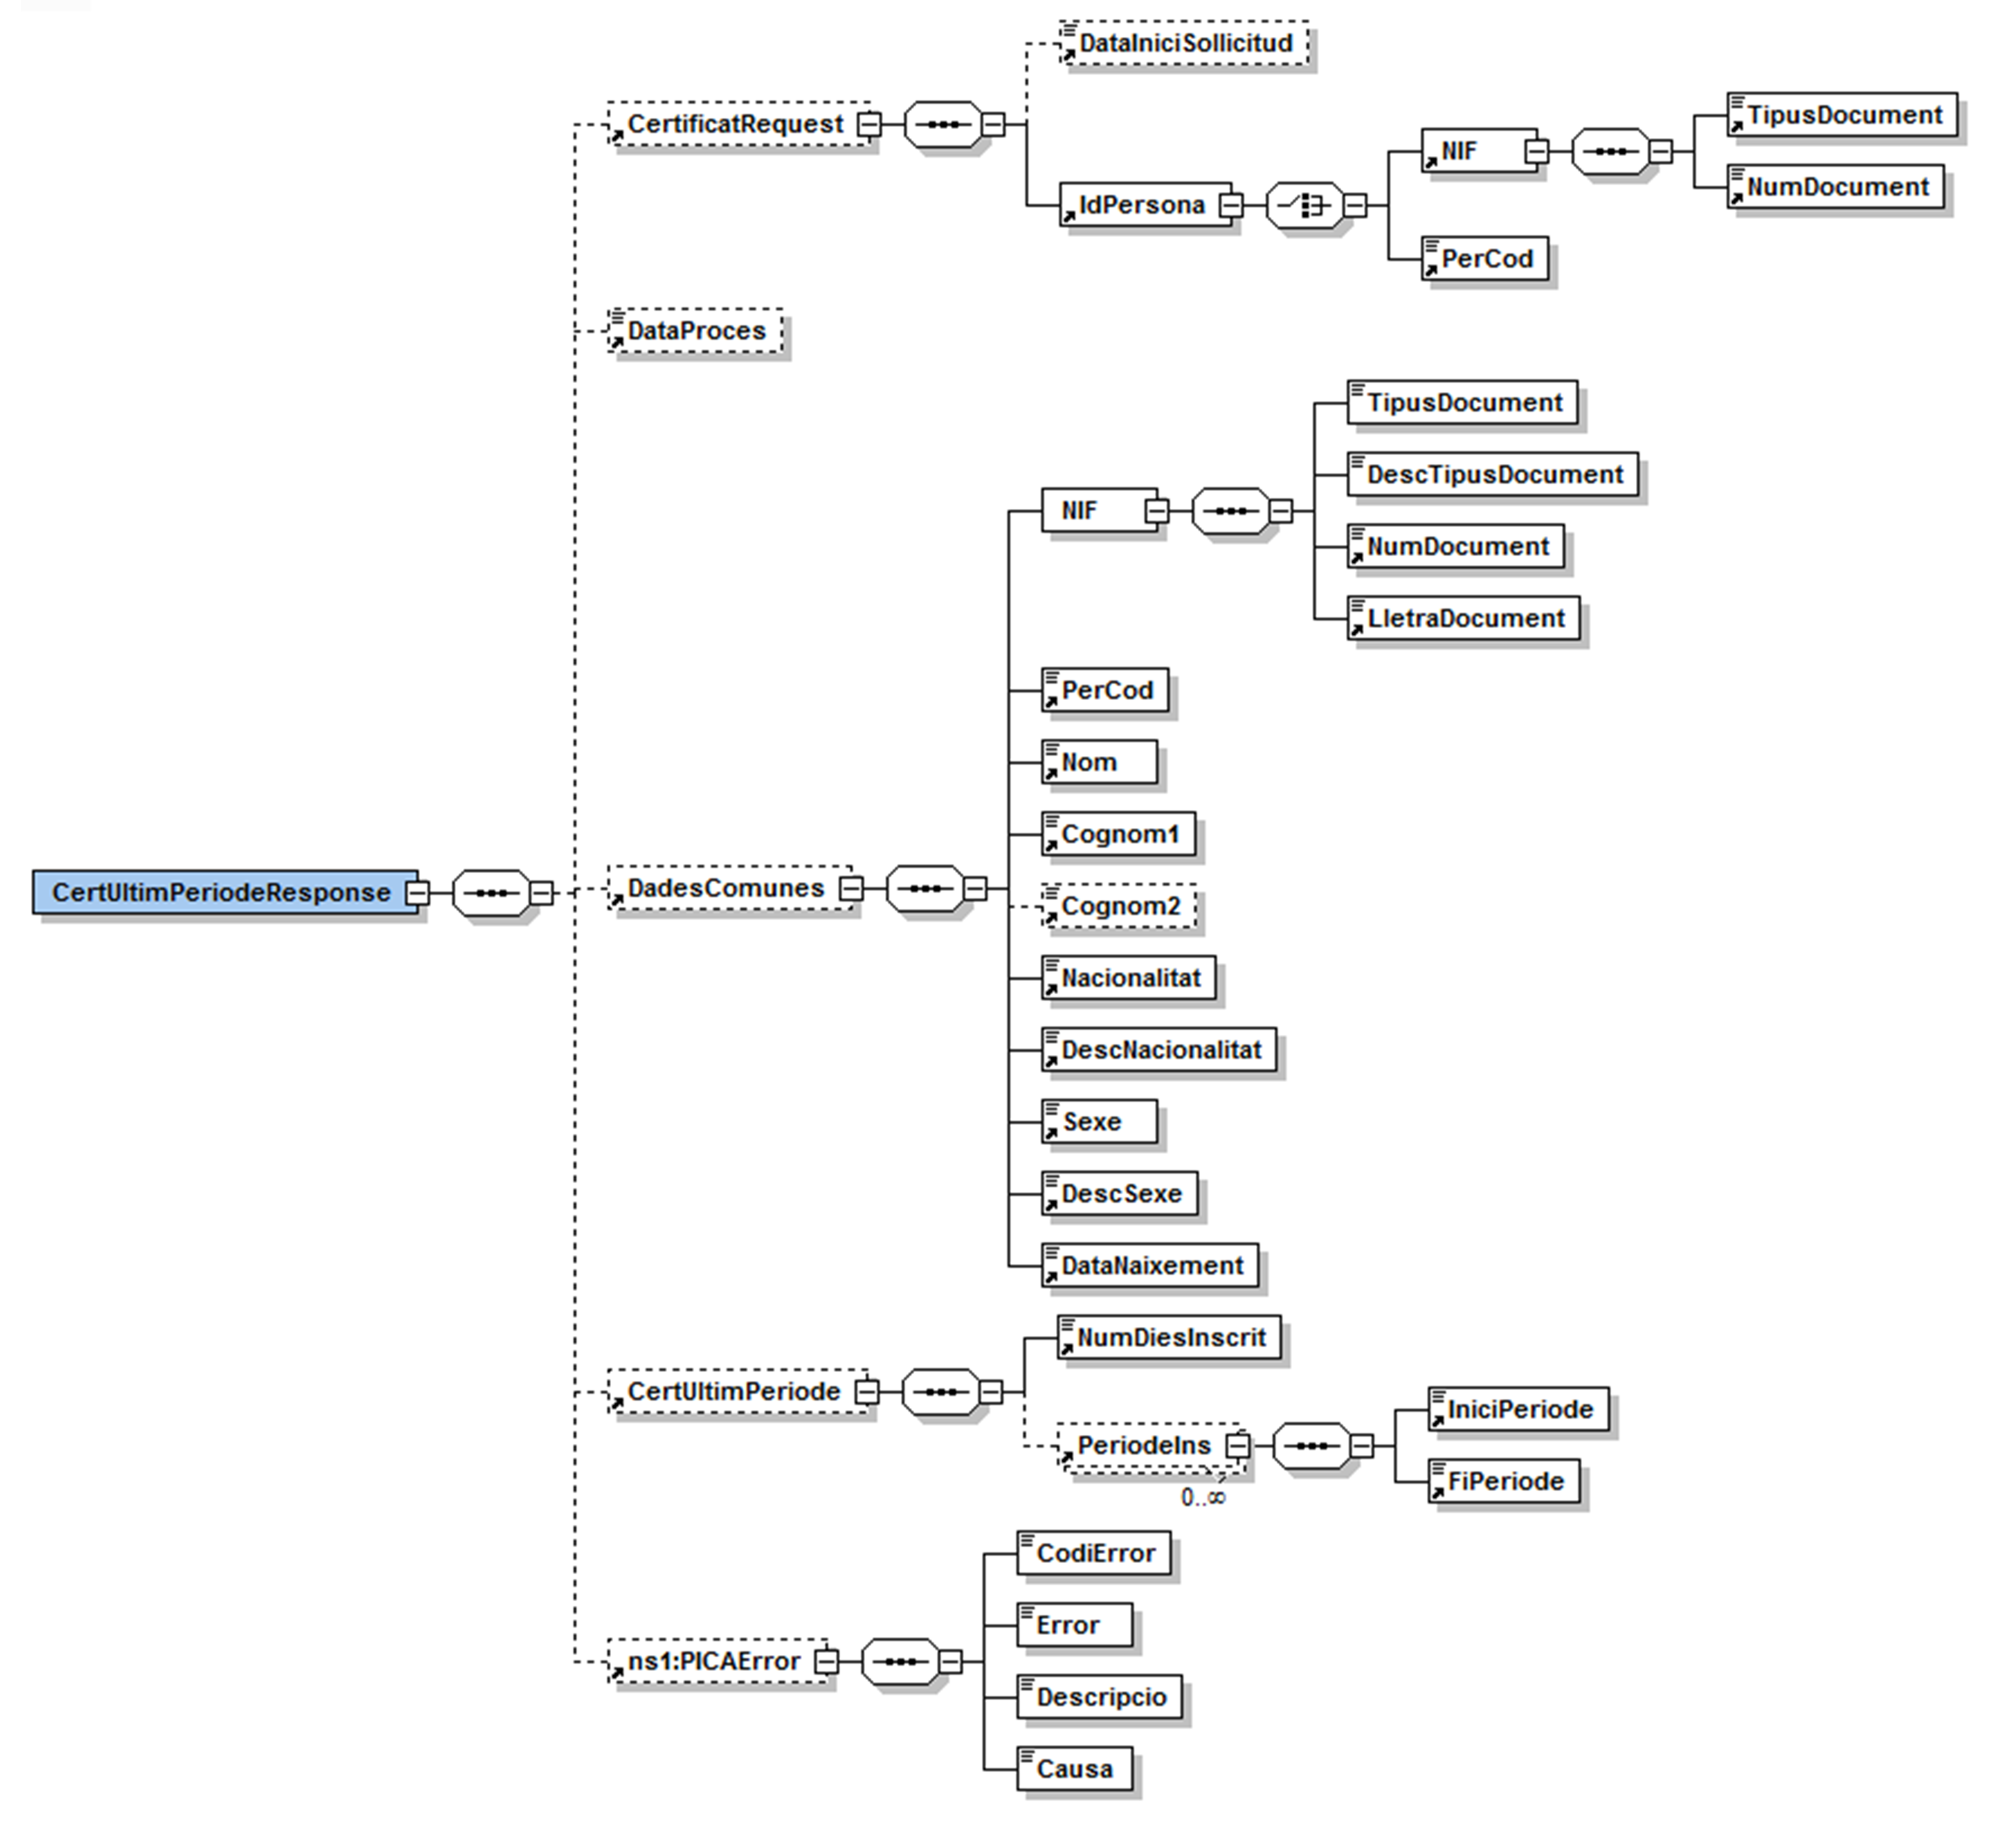 DataIniciSollicitud
CertificatRequest
TipusDocument
NIF
NumDocument
IdPersona
PerCod
DataProces
TipusDocument
DescTipusDocument
NIF
NumDocument
LletraDocument
PerCod
Nom
Cognom1
CertUltimPeriodeResponse
DadesComunes
Cognom2
Nacionalitat
DescNacionalitat
Sexe
DescSexe
DataNaixement
NumDiesInscrit
CertUltimPeriode
IniciPeriode
PeriodeIns
FiPeriode
0..∞
CodiError
Error
ns1:PICAError
Descripcio
Causa